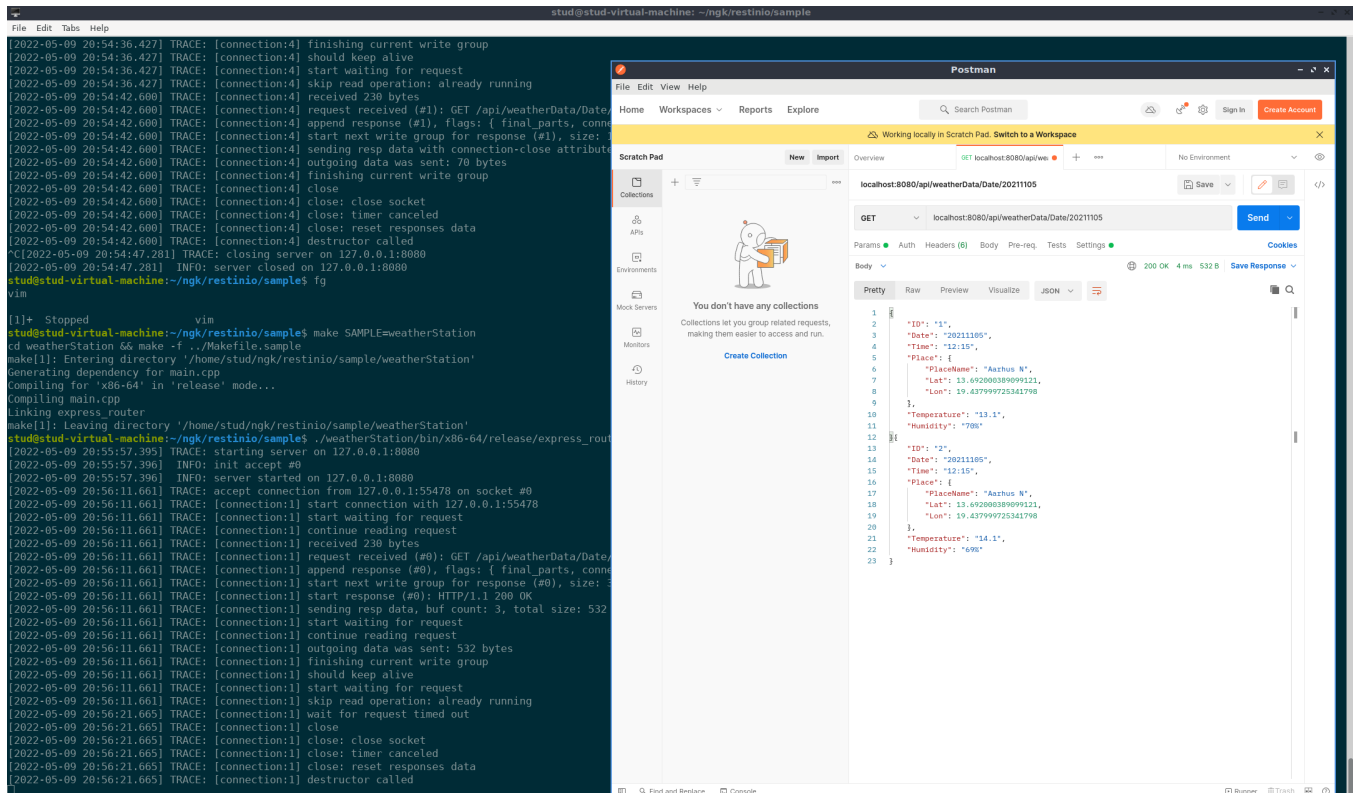 stud@stud-virtual-machine: ~/ngk/restinio/sample
File Edit Tabs Help
[2022-05-09 20:54:36.427] TRACE: [connection:4] finishing current write group
[2022-05-09 20:54:36.427] TRACE: [connection:4] should keep alive
[2022-05-09 20:54:36.427] TRACE: [connection:4] start waiting for request
[2022-05-09 20:54:36.427] TRACE: [connection:4] skip read operation: already running
[2022-05-09 20:54:42.600] TRACE: [connection:4] received 230 bytes
[2022-05-09 20:54:42.600] TRACE: [connection:4] request received (#1): GET /api/weatherData/Date/
[2022-05-09 20:54:42.600] TRACE: [connection:4] append response (#1), flags: { final_parts, conne
[2022-05-09 20:54:42.600] TRACE: [connection:4] start next write group for response (#1), size: 1
[2022-05-09 20:54:42.600] TRACE: [connection:4] sending resp data with connection-close attribute
[2022-05-09 20:54:42.600] TRACE: [connection:4] outgoing data was sent: 70 bytes
[2022-05-09 20:54:42.600] TRACE: [connection:4] finishing current write group
[2022-05-09 20:54:42.600] TRACE: [connection:4] close
[2022-05-09 20:54:42.600] TRACE: [connection:4] close: close socket
[2022-05-09 20:54:42.600] TRACE: [connection:4] close: timer canceled
[2022-05-09 20:54:42.600] TRACE: [connection:4] close: reset responses data
[2022-05-09 20:54:42.600] TRACE: [connection:4] destructor called
^C[2022-05-09 20:54:47.281] TRACE: closing server on 127.0.0.1:8080
[2022-05-09 20:54:47.281]  INFO: server closed on 127.0.0.1:8080
stud@stud-virtual-machine:~/ngk/restinio/sample$ fg
vim
[1]+  Stopped                 vim
stud@stud-virtual-machine:~/ngk/restinio/sample$ make SAMPLE=weatherStation
cd weatherStation && make -f ../Makefile.sample
make[1]: Entering directory '/home/stud/ngk/restinio/sample/weatherStation'
Generating dependency for main.cpp
Compiling for 'x86-64' in 'release' mode...
Compiling main.cpp
Linking express_router
make[1]: Leaving directory '/home/stud/ngk/restinio/sample/weatherStation'
stud@stud-virtual-machine:~/ngk/restinio/sample$ ./weatherStation/bin/x86-64/release/express_rout
[2022-05-09 20:55:57.395] TRACE: starting server on 127.0.0.1:8080
[2022-05-09 20:55:57.396]  INFO: init accept #0
[2022-05-09 20:55:57.396]  INFO: server started on 127.0.0.1:8080
[2022-05-09 20:56:11.661] TRACE: accept connection from 127.0.0.1:55478 on socket #0
[2022-05-09 20:56:11.661] TRACE: [connection:1] start connection with 127.0.0.1:55478
[2022-05-09 20:56:11.661] TRACE: [connection:1] start waiting for request
[2022-05-09 20:56:11.661] TRACE: [connection:1] continue reading request
[2022-05-09 20:56:11.661] TRACE: [connection:1] received 230 bytes
[2022-05-09 20:56:11.661] TRACE: [connection:1] request received (#0): GET /api/weatherData/Date/
[2022-05-09 20:56:11.661] TRACE: [connection:1] append response (#0), flags: { final_parts, conne
[2022-05-09 20:56:11.661] TRACE: [connection:1] start next write group for response (#0), size: 3
[2022-05-09 20:56:11.661] TRACE: [connection:1] start response (#0): HTTP/1.1 200 OK
[2022-05-09 20:56:11.661] TRACE: [connection:1] sending resp data, buf count: 3, total size: 532
[2022-05-09 20:56:11.661] TRACE: [connection:1] start waiting for request
[2022-05-09 20:56:11.661] TRACE: [connection:1] continue reading request
[2022-05-09 20:56:11.661] TRACE: [connection:1] outgoing data was sent: 532 bytes
[2022-05-09 20:56:11.661] TRACE: [connection:1] finishing current write group
[2022-05-09 20:56:11.661] TRACE: [connection:1] should keep alive
[2022-05-09 20:56:11.661] TRACE: [connection:1] start waiting for request
[2022-05-09 20:56:11.661] TRACE: [connection:1] skip read operation: already running
[2022-05-09 20:56:21.665] TRACE: [connection:1] wait for request timed out
[2022-05-09 20:56:21.665] TRACE: [connection:1] close
[2022-05-09 20:56:21.665] TRACE: [connection:1] close: close socket
[2022-05-09 20:56:21.665] TRACE: [connection:1] close: timer canceled
[2022-05-09 20:56:21.665] TRACE: [connection:1] close: reset responses data
[2022-05-09 20:56:21.665] TRACE: [connection:1] destructor called
Postman
File Edit View Help
Home Workspaces Reports Explore Search Postman Sign In Create Account
Working locally in Scratch Pad. Switch to a Workspace
Scratch Pad New Import Overview GET localhost:8080/api/wea No Environment
Collections
APIs
Environments
Mock Servers
Monitors
History
You don't have any collections
Collections let you group related requests,
making them easier to access and run.
Create Collection
localhost:8080/api/weatherData/Date/20211105 Save
GET localhost:8080/api/weatherData/Date/20211105 Send
Params Auth Headers (6) Body Pre-req. Tests Settings Cookies
Body 200 OK 4 ms 532 B Save Response
Pretty Raw Preview Visualize JSON
1 {
2 "ID": "1",
3 "Date": "20211105",
4 "Time": "12:15",
5 "Place": {
6 "PlaceName": "Aarhus N",
7 "Lat": 13.692000389099121,
8 "Lon": 19.437999725341798
9 },
10 "Temperature": "13.1",
11 "Humidity": "70%"
12 }{
13 "ID": "2",
14 "Date": "20211105",
15 "Time": "12:15",
16 "Place": {
17 "PlaceName": "Aarhus N",
18 "Lat": 13.692000389099121,
19 "Lon": 19.437999725341798
20 },
21 "Temperature": "14.1",
22 "Humidity": "69%"
23 }
Find and Replace Console Runner Trash